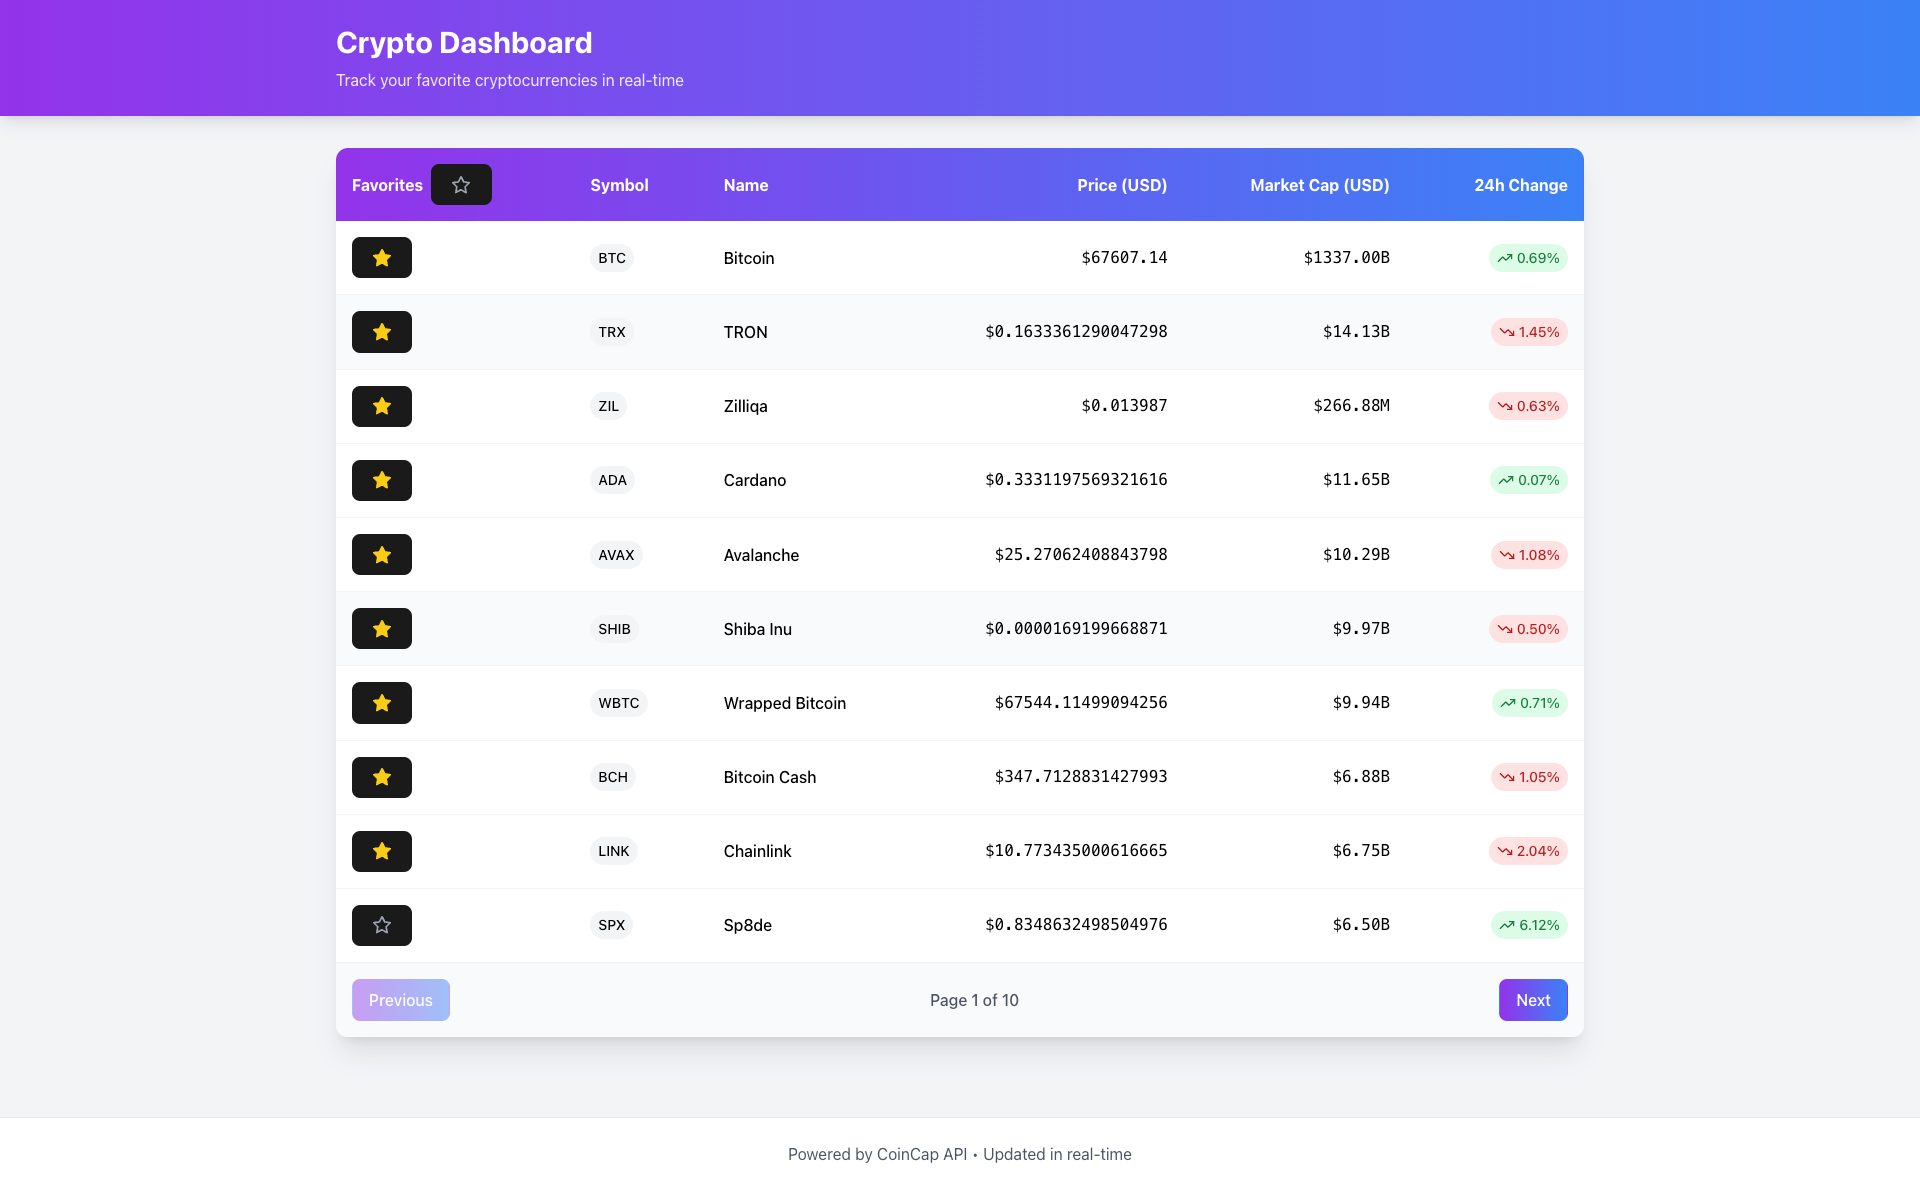 Crypto Dashboard
Track your favorite cryptocurrencies in real-time
Favorites Symbol Name Price (USD) Market Cap (USD) 24h Change
BTC Bitcoin $67607.14 $1337.00B 0.69%
TRX TRON $0.1633361290047298 $14.13B 1.45%
ZIL Zilliqa $0.013987 $266.88M 0.63%
ADA Cardano $0.3331197569321616 $11.65B 0.07%
AVAX Avalanche $25.27062408843798 $10.29B 1.08%
SHIB Shiba Inu $0.0000169199668871 $9.97B 0.50%
WBTC Wrapped Bitcoin $67544.11499094256 $9.94B 0.71%
BCH Bitcoin Cash $347.7128831427993 $6.88B 1.05%
LINK Chainlink $10.773435000616665 $6.75B 2.04%
SPX Sp8de $0.8348632498504976 $6.50B 6.12%
Previous Page 1 of 10 Next
Powered by CoinCap API • Updated in real-time